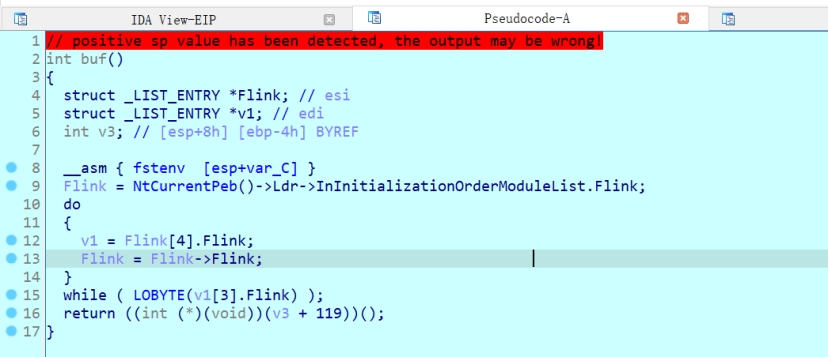 IDA View-EIP Pseudocode-A
1 // positive sp value has been detected, the output may be wrong!
2 int buf()
3 {
4 struct _LIST_ENTRY *Flink; // esi
5 struct _LIST_ENTRY *v1; // edi
6 int v3; // [esp+8h] [ebp-4h] BYREF
7
8 __asm { fstenv  [esp+var_C] }
9 Flink = NtCurrentPeb()->Ldr->InInitializationOrderModuleList.Flink;
10 do
11 {
12 v1 = Flink[4].Flink;
13 Flink = Flink->Flink;
14 }
15 while ( LOBYTE(v1[3].Flink) );
16 return ((int (*)(void))(v3 + 119))();
17 }